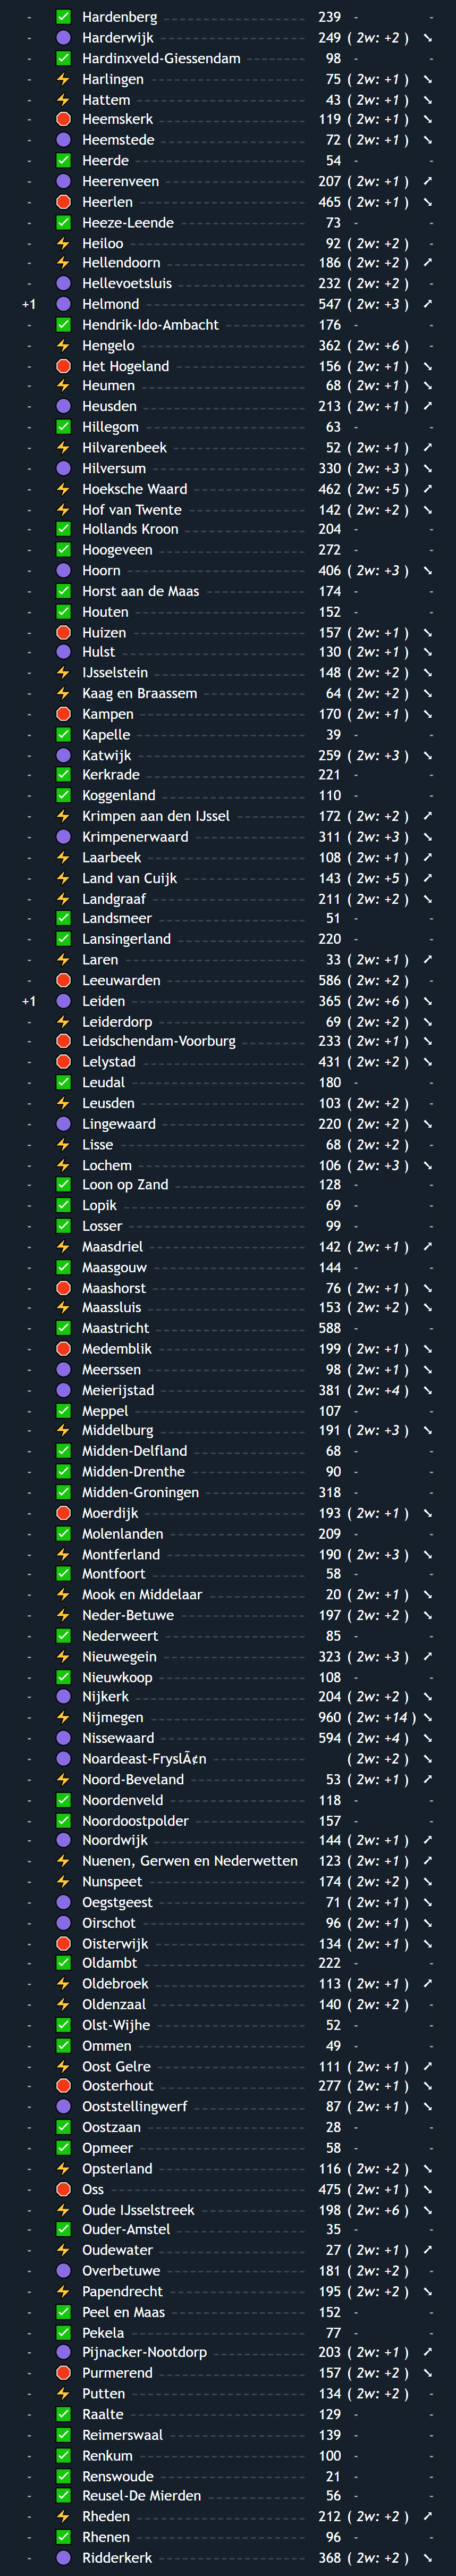 - ✅ Hardenberg 239 - -
- 🟣 Harderwijk 249 ( 2w: +2 ) ↘
- ✅ Hardinxveld-Giessendam 98 - -
- ⚡ Harlingen 75 ( 2w: +1 ) ↘
- ⚡ Hattem 43 ( 2w: +1 ) ↘
- 🛑 Heemskerk 119 ( 2w: +1 ) ↘
- 🟣 Heemstede 72 ( 2w: +1 ) ↘
- ✅ Heerde 54 - -
- 🟣 Heerenveen 207 ( 2w: +1 ) ↗
- 🛑 Heerlen 465 ( 2w: +1 ) ↘
- ✅ Heeze-Leende 73 - -
- ⚡ Heiloo 92 ( 2w: +2 ) -
- ⚡ Hellendoorn 186 ( 2w: +2 ) ↗
- 🟣 Hellevoetsluis 232 ( 2w: +2 ) -
+1 🟣 Helmond 547 ( 2w: +3 ) ↗
- ✅ Hendrik-Ido-Ambacht 176 - -
- ⚡ Hengelo 362 ( 2w: +6 ) -
- 🛑 Het Hogeland 156 ( 2w: +1 ) ↘
- ⚡ Heumen 68 ( 2w: +1 ) ↘
- 🟣 Heusden 213 ( 2w: +1 ) ↗
- ✅ Hillegom 63 - -
- ⚡ Hilvarenbeek 52 ( 2w: +1 ) ↗
- 🟣 Hilversum 330 ( 2w: +3 ) ↘
- ⚡ Hoeksche Waard 462 ( 2w: +5 ) ↗
- ⚡ Hof van Twente 142 ( 2w: +2 ) ↘
- ✅ Hollands Kroon 204 - -
- ✅ Hoogeveen 272 - -
- 🟣 Hoorn 406 ( 2w: +3 ) ↘
- ✅ Horst aan de Maas 174 - -
- ✅ Houten 152 - -
- 🛑 Huizen 157 ( 2w: +1 ) ↘
- 🟣 Hulst 130 ( 2w: +1 ) ↘
- ⚡ IJsselstein 148 ( 2w: +2 ) ↘
- ⚡ Kaag en Braassem 64 ( 2w: +2 ) ↘
- 🛑 Kampen 170 ( 2w: +1 ) ↘
- ✅ Kapelle 39 - -
- 🟣 Katwijk 259 ( 2w: +3 ) ↘
- ✅ Kerkrade 221 - -
- ✅ Koggenland 110 - -
- ⚡ Krimpen aan den IJssel 172 ( 2w: +2 ) ↗
- 🟣 Krimpenerwaard 311 ( 2w: +3 ) ↘
- ⚡ Laarbeek 108 ( 2w: +1 ) ↗
- ⚡ Land van Cuijk 143 ( 2w: +5 ) ↗
- ⚡ Landgraaf 211 ( 2w: +2 ) ↘
- ✅ Landsmeer 51 - -
- ✅ Lansingerland 220 - -
- ⚡ Laren 33 ( 2w: +1 ) ↗
- 🛑 Leeuwarden 586 ( 2w: +2 ) -
+1 🟣 Leiden 365 ( 2w: +6 ) ↘
- ⚡ Leiderdorp 69 ( 2w: +2 ) ↘
- 🛑 Leidschendam-Voorburg 233 ( 2w: +1 ) ↘
- 🛑 Lelystad 431 ( 2w: +2 ) ↘
- ✅ Leudal 180 - -
- ⚡ Leusden 103 ( 2w: +2 ) -
- 🟣 Lingewaard 220 ( 2w: +2 ) ↘
- ⚡ Lisse 68 ( 2w: +2 ) -
- ⚡ Lochem 106 ( 2w: +3 ) ↘
- ✅ Loon op Zand 128 - -
- ✅ Lopik 69 - -
- ✅ Losser 99 - -
- ⚡ Maasdriel 142 ( 2w: +1 ) ↗
- ✅ Maasgouw 144 - -
- 🛑 Maashorst 76 ( 2w: +1 ) ↘
- ⚡ Maassluis 153 ( 2w: +2 ) ↘
- ✅ Maastricht 588 - -
- 🛑 Medemblik 199 ( 2w: +1 ) ↘
- 🟣 Meerssen 98 ( 2w: +1 ) ↘
- 🟣 Meierijstad 381 ( 2w: +4 ) ↘
- ✅ Meppel 107 - -
- ⚡ Middelburg 191 ( 2w: +3 ) ↘
- ✅ Midden-Delfland 68 - -
- ✅ Midden-Drenthe 90 - -
- ✅ Midden-Groningen 318 - -
- 🛑 Moerdijk 193 ( 2w: +1 ) ↘
- ✅ Molenlanden 209 - -
- ⚡ Montferland 190 ( 2w: +3 ) ↘
- ✅ Montfoort 58 - -
- ⚡ Mook en Middelaar 20 ( 2w: +1 ) ↘
- ⚡ Neder-Betuwe 197 ( 2w: +2 ) ↘
- ✅ Nederweert 85 - -
- ⚡ Nieuwegein 323 ( 2w: +3 ) ↗
- ✅ Nieuwkoop 108 - -
- 🟣 Nijkerk 204 ( 2w: +2 ) ↘
- ⚡ Nijmegen 960 ( 2w: +14 ) ↘
- 🟣 Nissewaard 594 ( 2w: +4 ) ↘
- 🟣 Noardeast-FryslÃ¢n ( 2w: +2 ) ↘
- ⚡ Noord-Beveland 53 ( 2w: +1 ) ↗
- ✅ Noordenveld 118 - -
- ✅ Noordoostpolder 157 - -
- 🟣 Noordwijk 144 ( 2w: +1 ) ↗
- ⚡ Nuenen, Gerwen en Nederwetten 123 ( 2w: +1 ) ↗
- ⚡ Nunspeet 174 ( 2w: +2 ) ↘
- 🟣 Oegstgeest 71 ( 2w: +1 ) ↘
- 🟣 Oirschot 96 ( 2w: +1 ) ↘
- 🛑 Oisterwijk 134 ( 2w: +1 ) ↘
- ✅ Oldambt 222 - -
- ⚡ Oldebroek 113 ( 2w: +1 ) ↗
- ⚡ Oldenzaal 140 ( 2w: +2 ) -
- ✅ Olst-Wijhe 52 - -
- ✅ Ommen 49 - -
- ⚡ Oost Gelre 111 ( 2w: +1 ) ↗
- 🛑 Oosterhout 277 ( 2w: +1 ) ↘
- 🟣 Ooststellingwerf 87 ( 2w: +1 ) ↘
- ✅ Oostzaan 28 - -
- ✅ Opmeer 58 - -
- ⚡ Opsterland 116 ( 2w: +2 ) ↘
- 🛑 Oss 475 ( 2w: +1 ) ↘
- ⚡ Oude IJsselstreek 198 ( 2w: +6 ) ↘
- ✅ Ouder-Amstel 35 - -
- ⚡ Oudewater 27 ( 2w: +1 ) ↗
- 🟣 Overbetuwe 181 ( 2w: +2 ) -
- ⚡ Papendrecht 195 ( 2w: +2 ) ↘
- ✅ Peel en Maas 152 - -
- ✅ Pekela 77 - -
- 🟣 Pijnacker-Nootdorp 203 ( 2w: +1 ) ↗
- 🛑 Purmerend 157 ( 2w: +2 ) ↘
- ⚡ Putten 134 ( 2w: +2 ) -
- ✅ Raalte 129 - -
- ✅ Reimerswaal 139 - -
- ✅ Renkum 100 - -
- ✅ Renswoude 21 - -
- ✅ Reusel-De Mierden 56 - -
- ⚡ Rheden 212 ( 2w: +2 ) ↗
- ✅ Rhenen 96 - -
- 🟣 Ridderkerk 368 ( 2w: +2 ) ↘